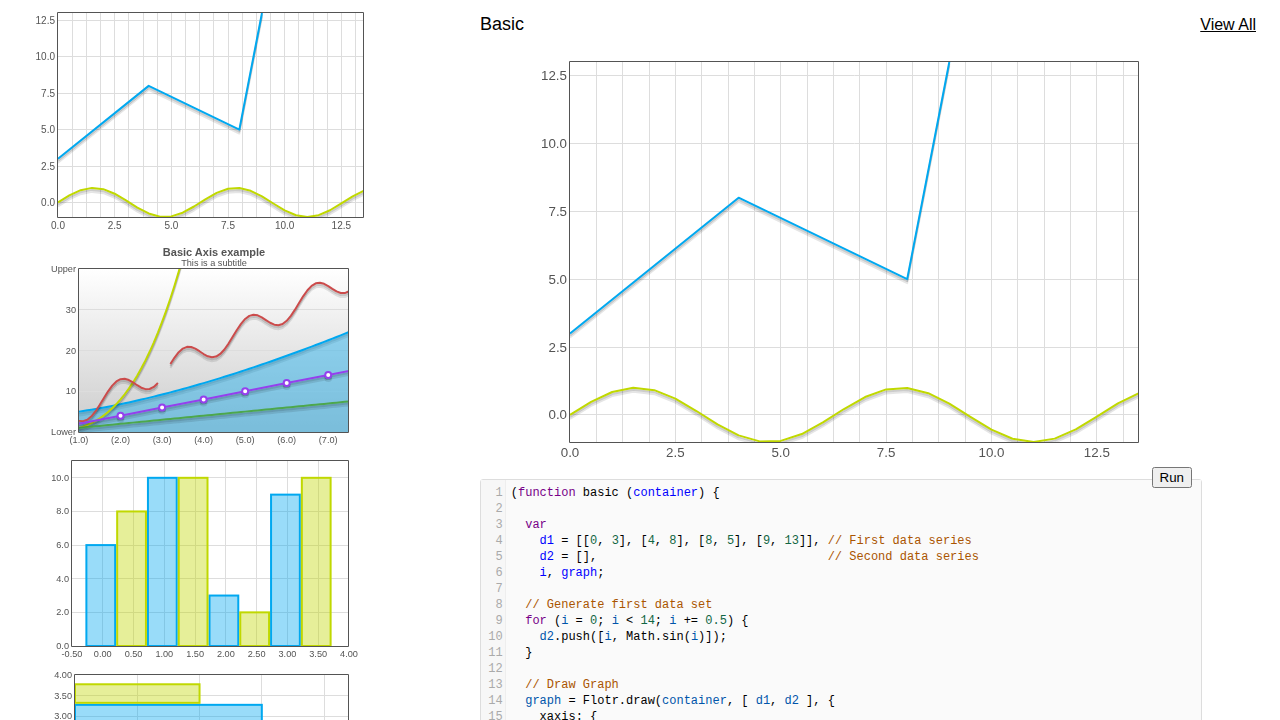 12.5
10.0
7.5
5.0
2.5
0.0
0.0 2.5 5.0 7.5 10.0 12.5
Basic Axis example
This is a subtitle
Upper
30
20
10
Lower
(1.0) (2.0) (3.0) (4.0) (5.0) (6.0) (7.0)
10.0
8.0
6.0
4.0
2.0
0.0
-0.50 0.00 0.50 1.00 1.50 2.00 2.50 3.00 3.50 4.00
4.00
3.50
3.00
Basic
View All
12.5
10.0
7.5
5.0
2.5
0.0
0.0 2.5 5.0 7.5 10.0 12.5
Run
1 (function basic (container) {
2
3 var
4 d1 = [[0, 3], [4, 8], [8, 5], [9, 13]], // First data series
5 d2 = [], // Second data series
6 i, graph;
7
8 // Generate first data set
9 for (i = 0; i < 14; i += 0.5) {
10 d2.push([i, Math.sin(i)]);
11 }
12
13 // Draw Graph
14 graph = Flotr.draw(container, [ d1, d2 ], {
15 xaxis: {